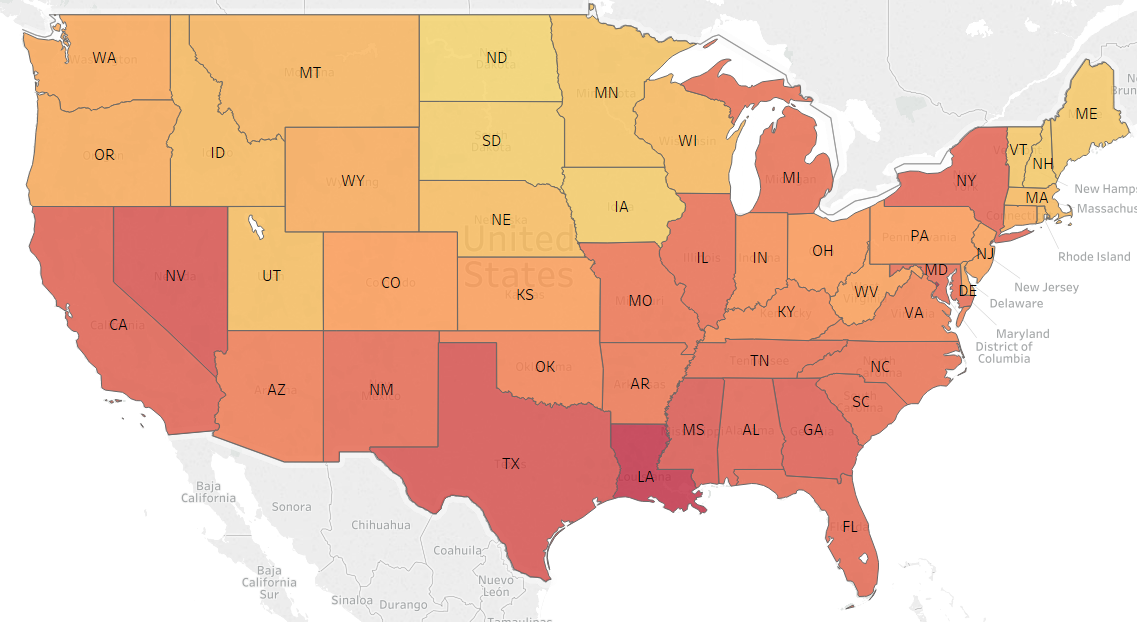 WA
MT
ND
MN
ME
OR
ID
WY
SD
WI
VT
NH
NY
MI
MA
New Hamps
Massachus
IA
NE
United
States
PA
Rhode Island
NV
UT
CO
KS
IL
IN
OH
NJ
MD
DE
New Jersey
Delaware
WV
MO
KY
VA
CA
Maryland
District of
Columbia
AZ
NM
OK
AR
TN
NC
SC
MS
AL
GA
TX
LA
FL
Baja
California
Sonora
Chihuahua
Coahuila
Baja
California
Sur
Nuevo
León
Sinaloa
Durango
Tamaulipas